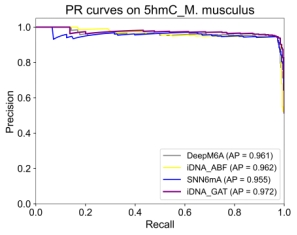 PR curves on 5hmC_M. musculus
1.0
0.8
0.6
0.4
0.2
0.0
Precision
0.0 0.2 0.4 0.6 0.8 1.0
Recall
DeepM6A (AP = 0.961)
iDNA_ABF (AP = 0.962)
SNN6mA (AP = 0.955)
iDNA_GAT (AP = 0.972)